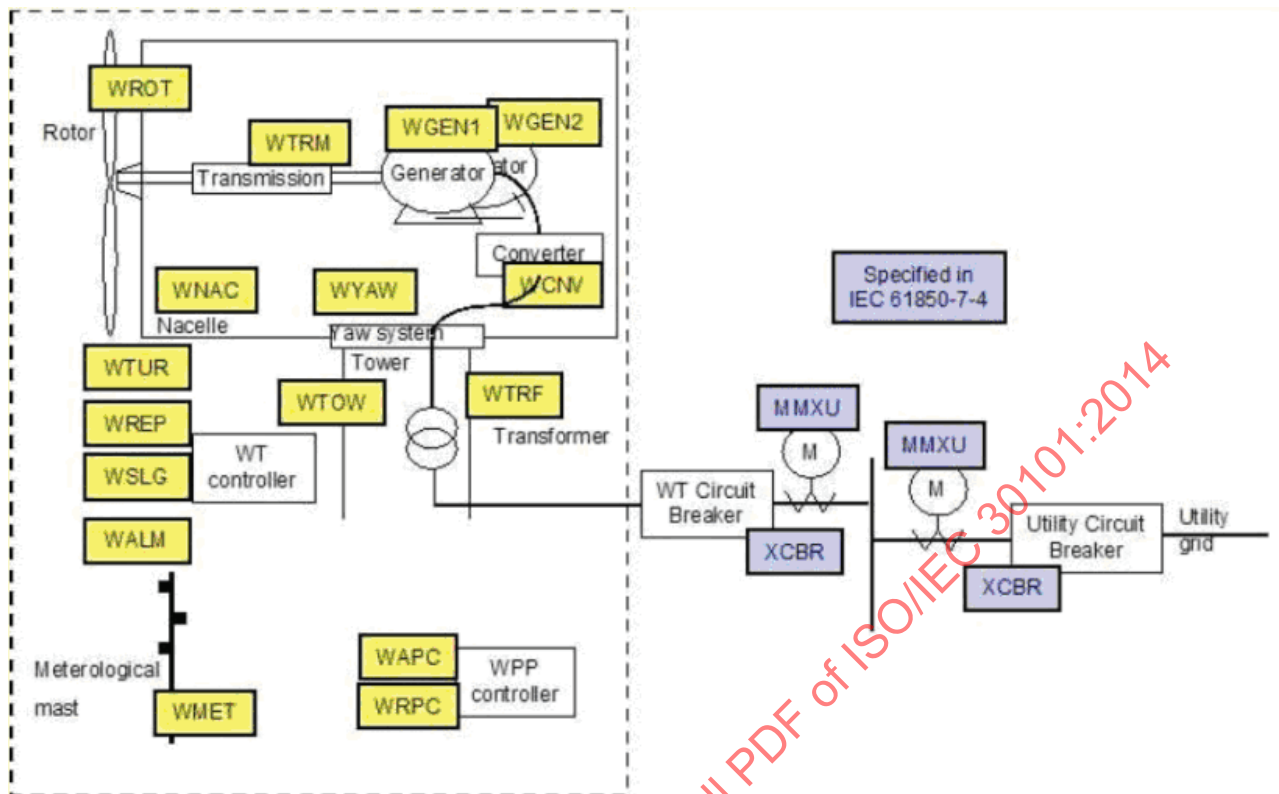 WROT
Rotor
WTRM
WGEN1
WGEN2
Transmission
Generator
ator
Converter
WCNV
WNAC
Nacelle
WYAW
Yaw system
Tower
WTUR
WREP
WSLG
WALM
WT
controller
WTOW
WTRF
Transformer
Meterological
mast
WMET
WAPC
WRPC
WPP
controller
Specified in
IEC 61850-7-4
MMXU
M
WT Circuit
Breaker
XCBR
MMXU
M
Utility Circuit
Breaker
XCBR
Utility
grid
PDF of ISO/IEC 30101:2014